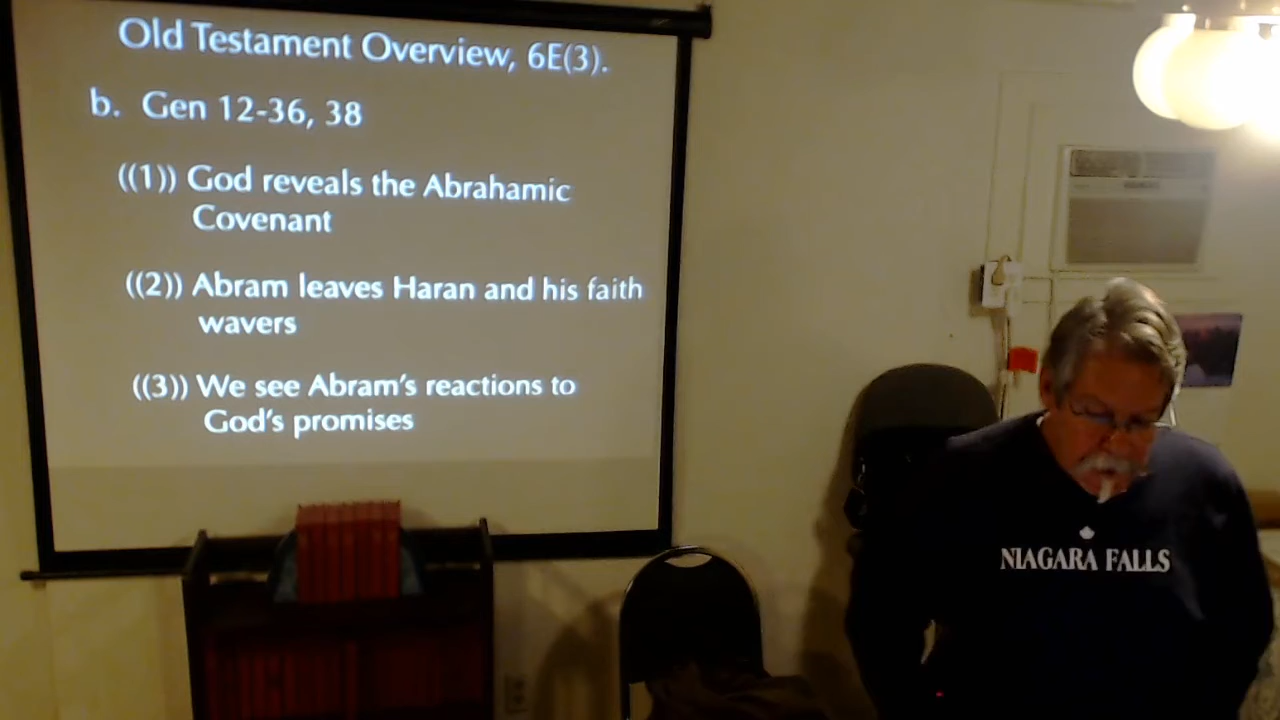 Old Testament Overview, 6E(3).
b. Gen 12-36, 38
((1)) God reveals the Abrahamic
Covenant
((2)) Abram leaves Haran and his faith
wavers
((3)) We see Abram's reactions to
God's promises
NIAGARA FALLS